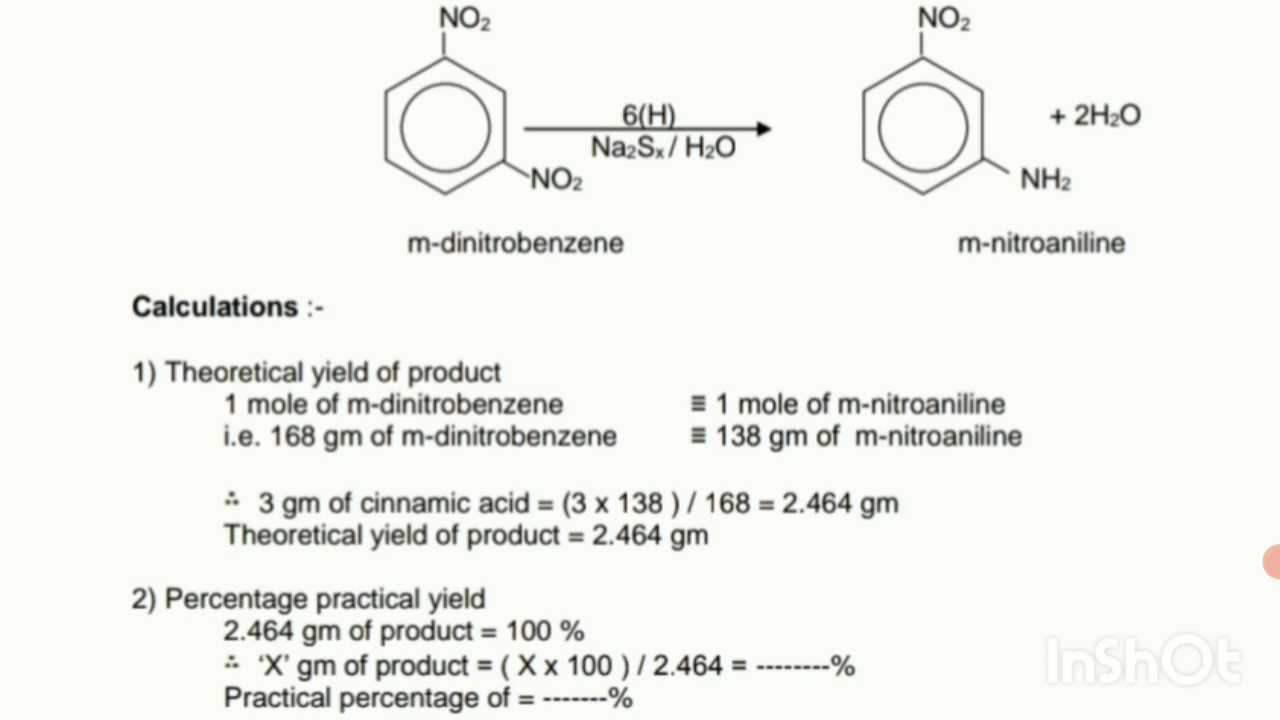 NO₂ NO₂
6(H)
+ 2H₂O
Na₂Sₓ / H₂O
NO₂ NH₂
m-dinitrobenzene m-nitroaniline
Calculations :-
1) Theoretical yield of product
1 mole of m-dinitrobenzene ≡ 1 mole of m-nitroaniline
i.e. 168 gm of m-dinitrobenzene ≡ 138 gm of m-nitroaniline
∴ 3 gm of cinnamic acid = (3 x 138 ) / 168 = 2.464 gm
Theoretical yield of product = 2.464 gm
2) Percentage practical yield
2.464 gm of product = 100 %
∴ ‘X’ gm of product = ( X x 100 ) / 2.464 = --------%
Practical percentage of = -------%
InShOt